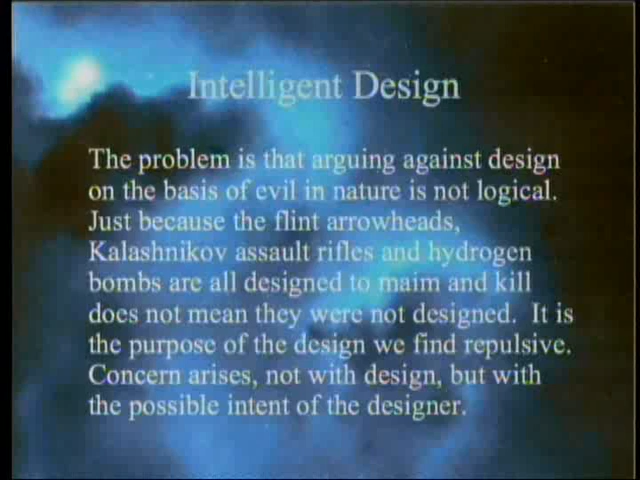 Intelligent Design
The problem is that arguing against design
on the basis of evil in nature is not logical.
Just because the flint arrowheads,
Kalashnikov assault rifles and hydrogen
bombs are all designed to maim and kill
does not mean they were not designed.  It is
the purpose of the design we find repulsive.
Concern arises, not with design, but with
the possible intent of the designer.